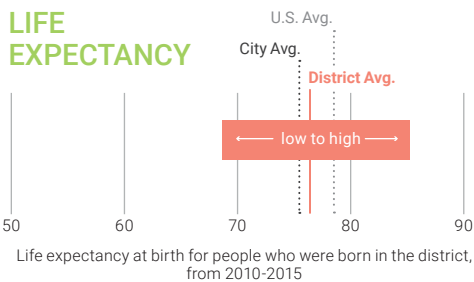 LIFE
EXPECTANCY
U.S. Avg.
City Avg.
District Avg.
low to high
50 60 70 80 90
Life expectancy at birth for people who were born in the district,
from 2010-2015